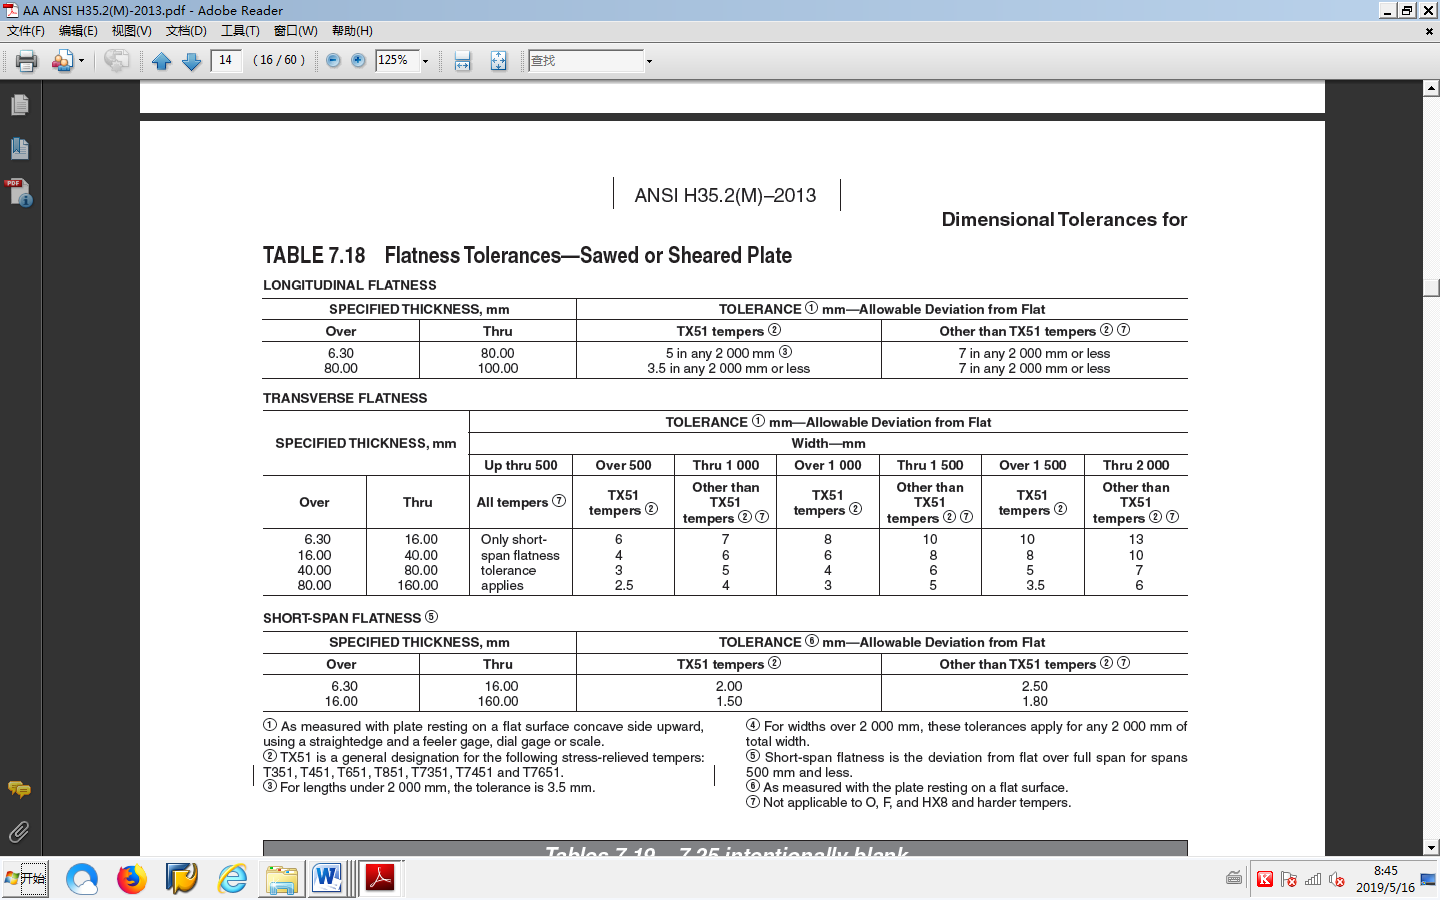 AA ANSI H35.2(M)-2013.pdf - Adobe Reader
文件(F) 编辑(E) 视图(V) 文档(D) 工具(T) 窗口(W) 帮助(H)
14 (16 / 60) 125% 查找
ANSI H35.2(M)–2013
Dimensional Tolerances for
TABLE 7.18 Flatness Tolerances—Sawed or Sheared Plate
LONGITUDINAL FLATNESS
SPECIFIED THICKNESS, mm TOLERANCE ① mm—Allowable Deviation from Flat
Over Thru TX51 tempers ② Other than TX51 tempers ② ⑦
6.30 80.00 5 in any 2 000 mm ③ 7 in any 2 000 mm or less
80.00 100.00 3.5 in any 2 000 mm or less 7 in any 2 000 mm or less
TRANSVERSE FLATNESS
TOLERANCE ① mm—Allowable Deviation from Flat
SPECIFIED THICKNESS, mm Width—mm
Up thru 500 Over 500 Thru 1 000 Over 1 000 Thru 1 500 Over 1 500 Thru 2 000
Over Thru All tempers ⑦ TX51 tempers ② Other than TX51 tempers ② ⑦ TX51 tempers ② Other than TX51 tempers ② ⑦ TX51 tempers ② Other than TX51 tempers ② ⑦
6.30 16.00 Only short- 6 7 8 10 10 13
16.00 40.00 span flatness 4 6 6 8 8 10
40.00 80.00 tolerance 3 5 4 6 5 7
80.00 160.00 applies 2.5 4 3 5 3.5 6
SHORT-SPAN FLATNESS ⑤
SPECIFIED THICKNESS, mm TOLERANCE ⑥ mm—Allowable Deviation from Flat
Over Thru TX51 tempers ② Other than TX51 tempers ② ⑦
6.30 16.00 2.00 2.50
16.00 160.00 1.50 1.80
① As measured with plate resting on a flat surface concave side upward,
using a straightedge and a feeler gage, dial gage or scale.
② TX51 is a general designation for the following stress-relieved tempers:
T351, T451, T651, T851, T7351, T7451 and T7651.
③ For lengths under 2 000 mm, the tolerance is 3.5 mm.
④ For widths over 2 000 mm, these tolerances apply for any 2 000 mm of
total width.
⑤ Short-span flatness is the deviation from flat over full span for spans
500 mm and less.
⑥ As measured with the plate resting on a flat surface.
⑦ Not applicable to O, F, and HX8 and harder tempers.
Tables 7.19 – 7.25 intentionally blank
开始
8:45
2019/5/16